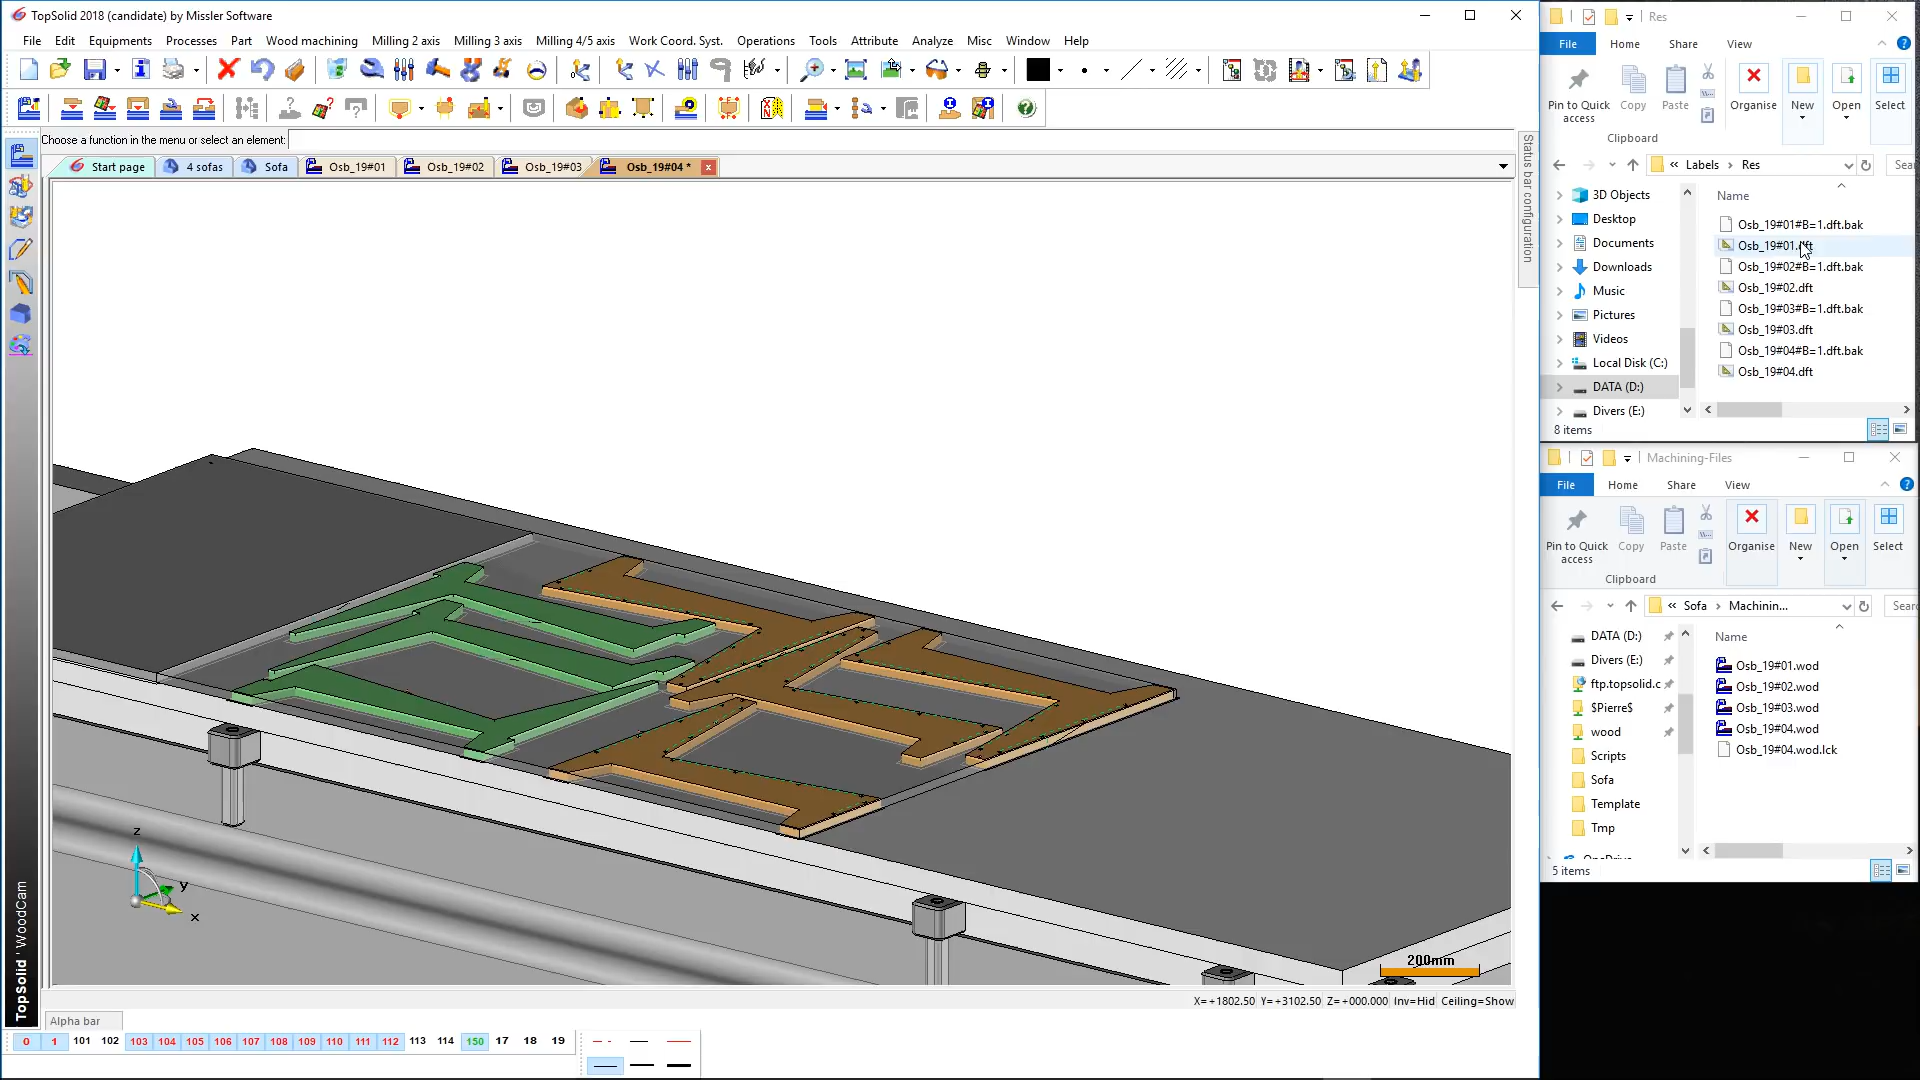 TopSolid 2018 (candidate) by Missler Software
File Edit Equipments Processes Part Wood machining Milling 2 axis Milling 3 axis Milling 4/5 axis Work Coord. Syst. Operations Tools Attribute Analyze Misc Window Help
Choose a function in the menu or select an element:
Start page 4 sofas Sofa Osb_19#01 Osb_19#02 Osb_19#03 Osb_19#04 * x
Status bar configuration
TopSolid 'WoodCam
z
y
x
200mm
X=+1802.50 Y=+3102.50 Z=+000.000 Inv=Hid Ceiling=Show
Alpha bar
0 1 101 102 103 104 105 106 107 108 109 110 111 112 113 114 150 17 18 19
Res
File Home Share View
Pin to Quick access
Copy
Paste
Organise
New
Open
Select
Clipboard
« Labels › Res
Sear
3D Objects
Desktop
Documents
Downloads
Music
Pictures
Videos
Local Disk (C:)
DATA (D:)
Divers (E:)
Name
Osb_19#01#B=1.dft.bak
Osb_19#01.dft
Osb_19#02#B=1.dft.bak
Osb_19#02.dft
Osb_19#03#B=1.dft.bak
Osb_19#03.dft
Osb_19#04#B=1.dft.bak
Osb_19#04.dft
8 items
Machining-Files
File Home Share View
Pin to Quick access
Copy
Paste
Organise
New
Open
Select
Clipboard
« Sofa › Machinin...
Searc
DATA (D:)
Divers (E:)
ftp.topsolid.c
$Pierre$
wood
Scripts
Sofa
Template
Tmp
Name
Osb_19#01.wod
Osb_19#02.wod
Osb_19#03.wod
Osb_19#04.wod
Osb_19#04.wod.lck
5 items